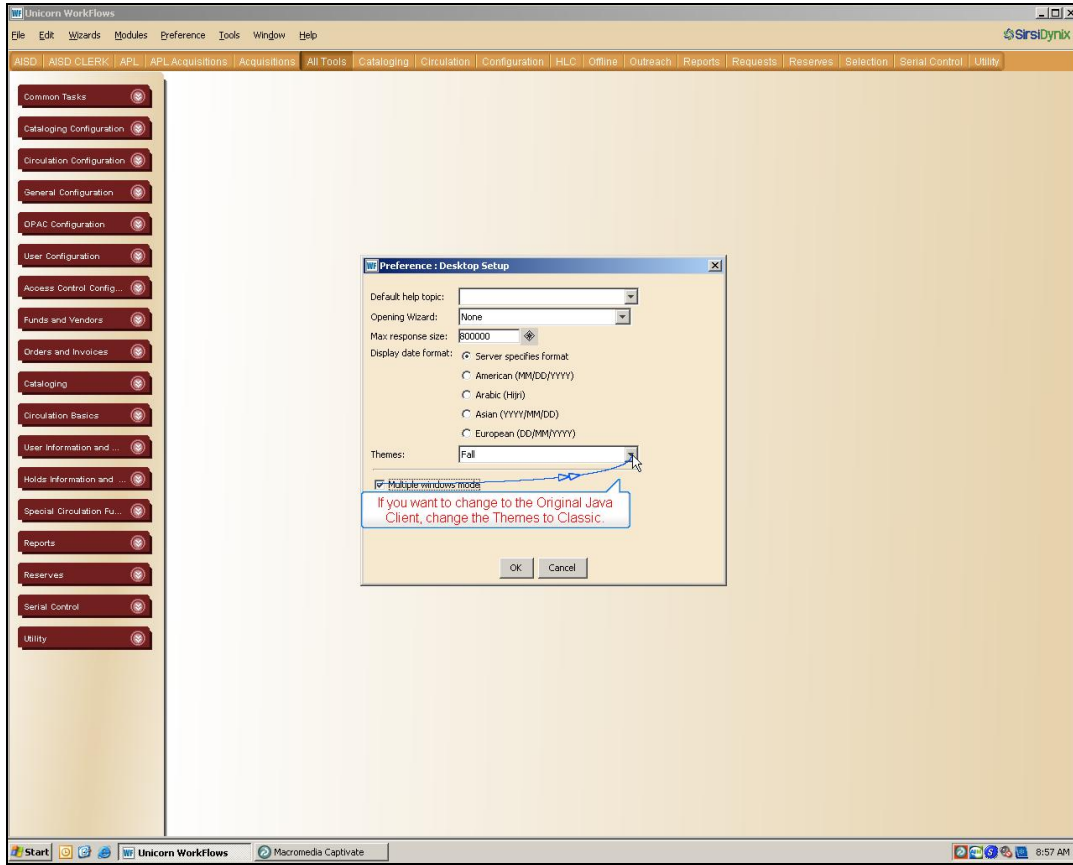 Unicorn WorkFlows
File Edit Wizards Modules Preference Tools Window Help
SirsiDynix
AISD AISD CLERK APL APL Acquisitions Acquisitions All Tools Cataloging Circulation Configuration HLC Offline Outreach Reports Requests Reserves Selection Serial Control Utility
Common Tasks
Cataloging Configuration
Circulation Configuration
General Configuration
OPAC Configuration
User Configuration
Access Control Config...
Funds and Vendors
Orders and Invoices
Cataloging
Circulation Basics
User Information and ...
Holds Information and ...
Special Circulation Fu...
Reports
Reserves
Serial Control
Utility
Preference : Desktop Setup
Default help topic:
Opening Wizard: None
Max response size: 800000
Display date format: Server specifies format
American (MM/DD/YYYY)
Arabic (Hijri)
Asian (YYYY/MM/DD)
European (DD/MM/YYYY)
Themes: Fall
Multiple windows mode
If you want to change to the Original Java
Client, change the Themes to Classic.
OK Cancel
Start Unicorn WorkFlows Macromedia Captivate 8:57 AM